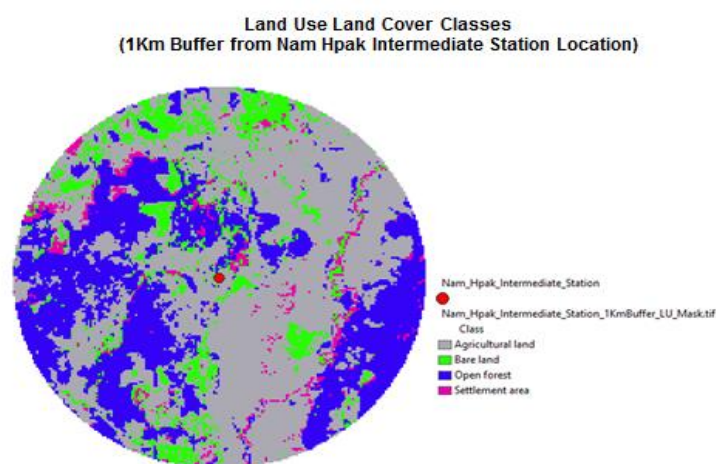 Land Use Land Cover Classes
(1Km Buffer from Nam Hpak Intermediate Station Location)
Nam_Hpak_Intermediate_Station
Nam_Hpak_Intermediate_Station_1KmBuffer_LU_Mask.tif
Class
Agricultural land
Bare land
Open forest
Settlement area